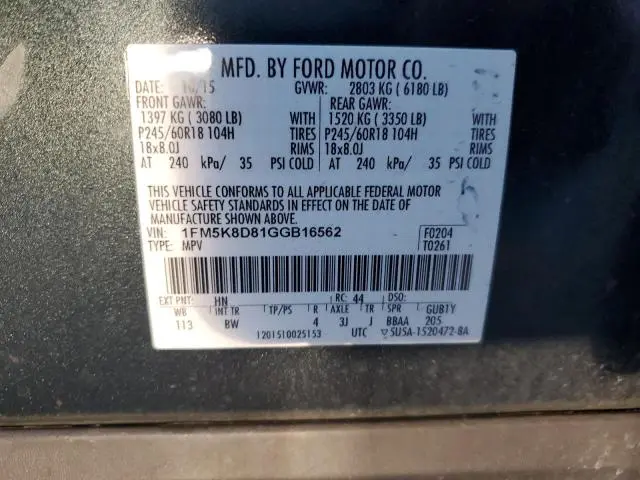 MFD. BY FORD MOTOR CO.
DATE: 10/15 GVWR: 2803 KG ( 6180 LB)
FRONT GAWR: REAR GAWR:
1397 KG ( 3080 LB) WITH 1520 KG ( 3350 LB) WITH
P245/60R18 104H TIRES P245/60R18 104H TIRES
18x8.0J RIMS 18x8.0J RIMS
AT 240 kPa/ 35 PSI COLD AT 240 kPa/ 35 PSI COLD
THIS VEHICLE CONFORMS TO ALL APPLICABLE FEDERAL MOTOR
VEHICLE SAFETY STANDARDS IN EFFECT ON THE DATE OF
MANUFACTURE SHOWN ABOVE.
VIN: 1FM5K8D81GGB16562 F0204
TYPE: MPV T0261
EXT PNT: HN RC: 44 DSO:
WB INT TR TP/PS R AXLE TR SPR GUB1Y
113 BW 4 3J J BBAA 205
1201510025153 UTC ▽5U5A-1520472-8A